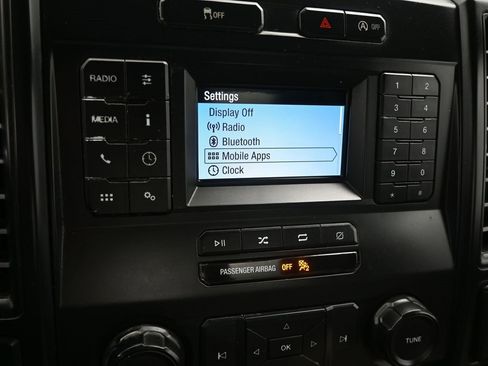 OFF
A OFF
RADIO
MEDIA
i
Settings
Display Off
Radio
Bluetooth
Mobile Apps
Clock
1 2
3 4
5 6
7 8
9 0
* #
PASSENGER AIRBAG OFF 2
OK
TUNE